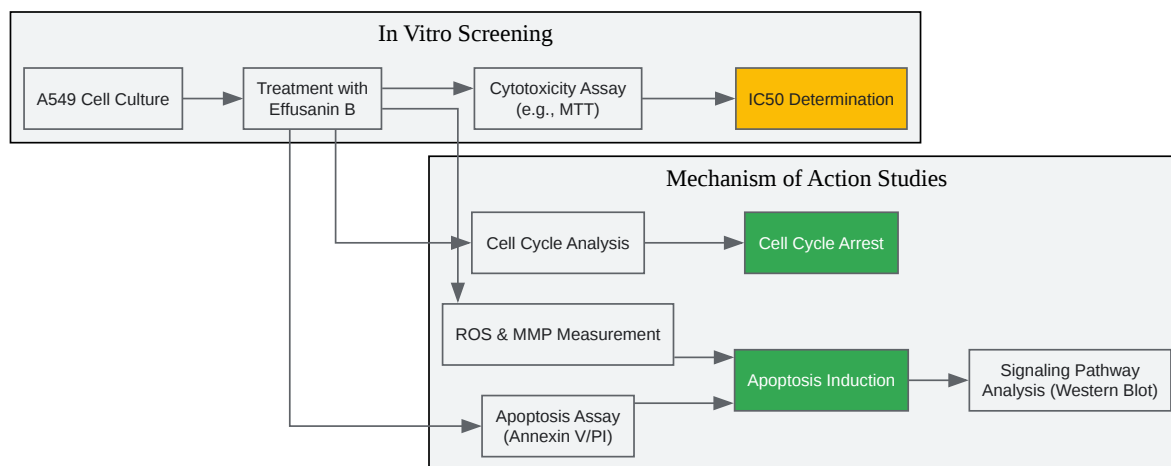 In Vitro Screening
A549 Cell Culture
Treatment with
Effusanin B
Cytotoxicity Assay
(e.g., MTT)
IC50 Determination
Mechanism of Action Studies
Cell Cycle Analysis
Cell Cycle Arrest
ROS & MMP Measurement
Apoptosis Induction
Signaling Pathway
Analysis (Western Blot)
Apoptosis Assay
(Annexin V/PI)